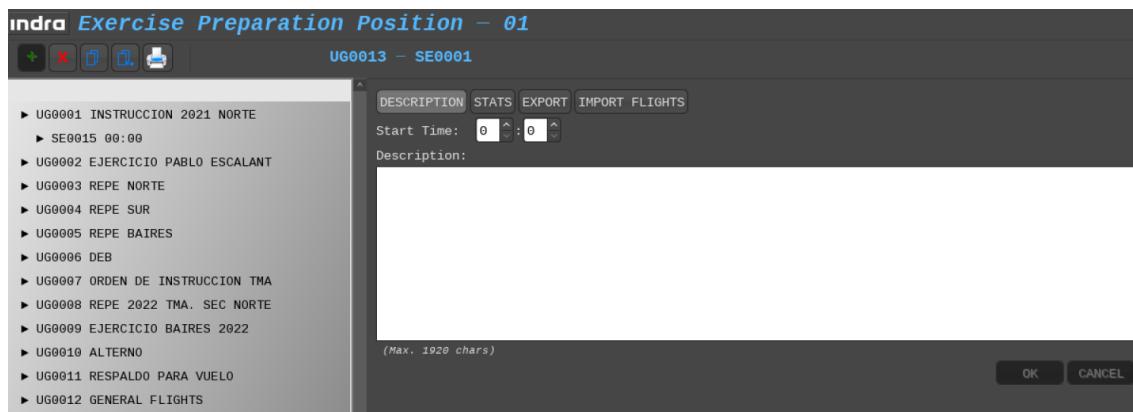 indra Exercise Preparation Position — 01
UG0013 — SE0001
DESCRIPTION STATS EXPORT IMPORT FLIGHTS
Start Time: 0 : 0
Description:
(Max. 1920 chars)
OK CANCEL
▶ UG0001 INSTRUCCION 2021 NORTE
▶ SE0015 00:00
▶ UG0002 EJERCICIO PABLO ESCALANT
▶ UG0003 REPE NORTE
▶ UG0004 REPE SUR
▶ UG0005 REPE BAIRES
▶ UG0006 DEB
▶ UG0007 ORDEN DE INSTRUCCION TMA
▶ UG0008 REPE 2022 TMA. SEC NORTE
▶ UG0009 EJERCICIO BAIRES 2022
▶ UG0010 ALTERNO
▶ UG0011 RESPALDO PARA VUELO
▶ UG0012 GENERAL FLIGHTS